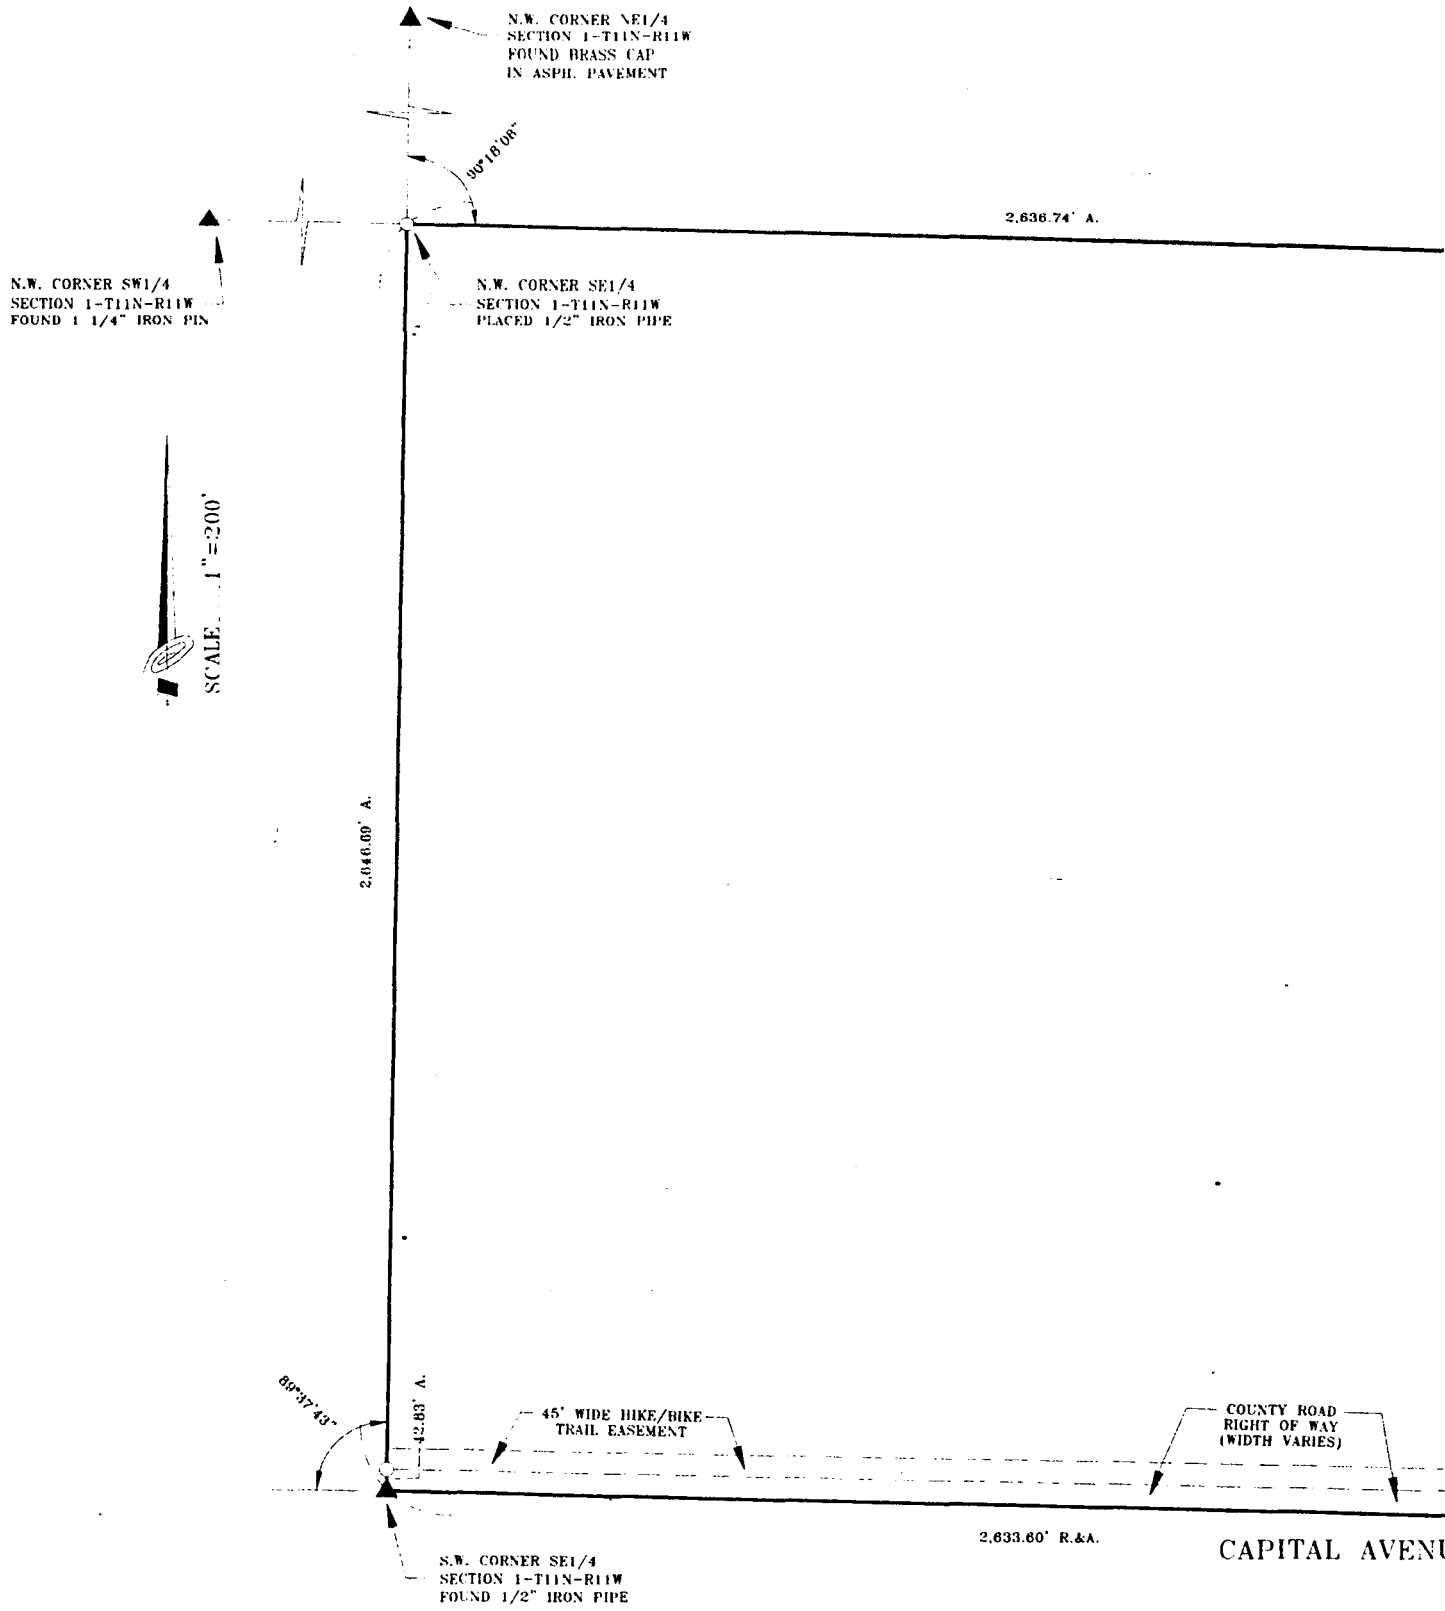 N.W. CORNER NE1/4
SECTION 1-T11N-R11W
FOUND BRASS CAP
IN ASPH. PAVEMENT
90°18'08"
2,636.74' A.
N.W. CORNER SW1/4
SECTION 1-T11N-R11W
FOUND 1 1/4" IRON PIN
N.W. CORNER SE1/4
SECTION 1-T11N-R11W
PLACED 1/2" IRON PIPE
SCALE 1"=200'
2,646.69' A.
89°37'43"
42.83' A.
45' WIDE HIKE/BIKE
TRAIL EASEMENT
COUNTY ROAD
RIGHT OF WAY
(WIDTH VARIES)
2,633.60' R.&A.
CAPITAL AVENU
S.W. CORNER SE1/4
SECTION 1-T11N-R11W
FOUND 1/2" IRON PIPE